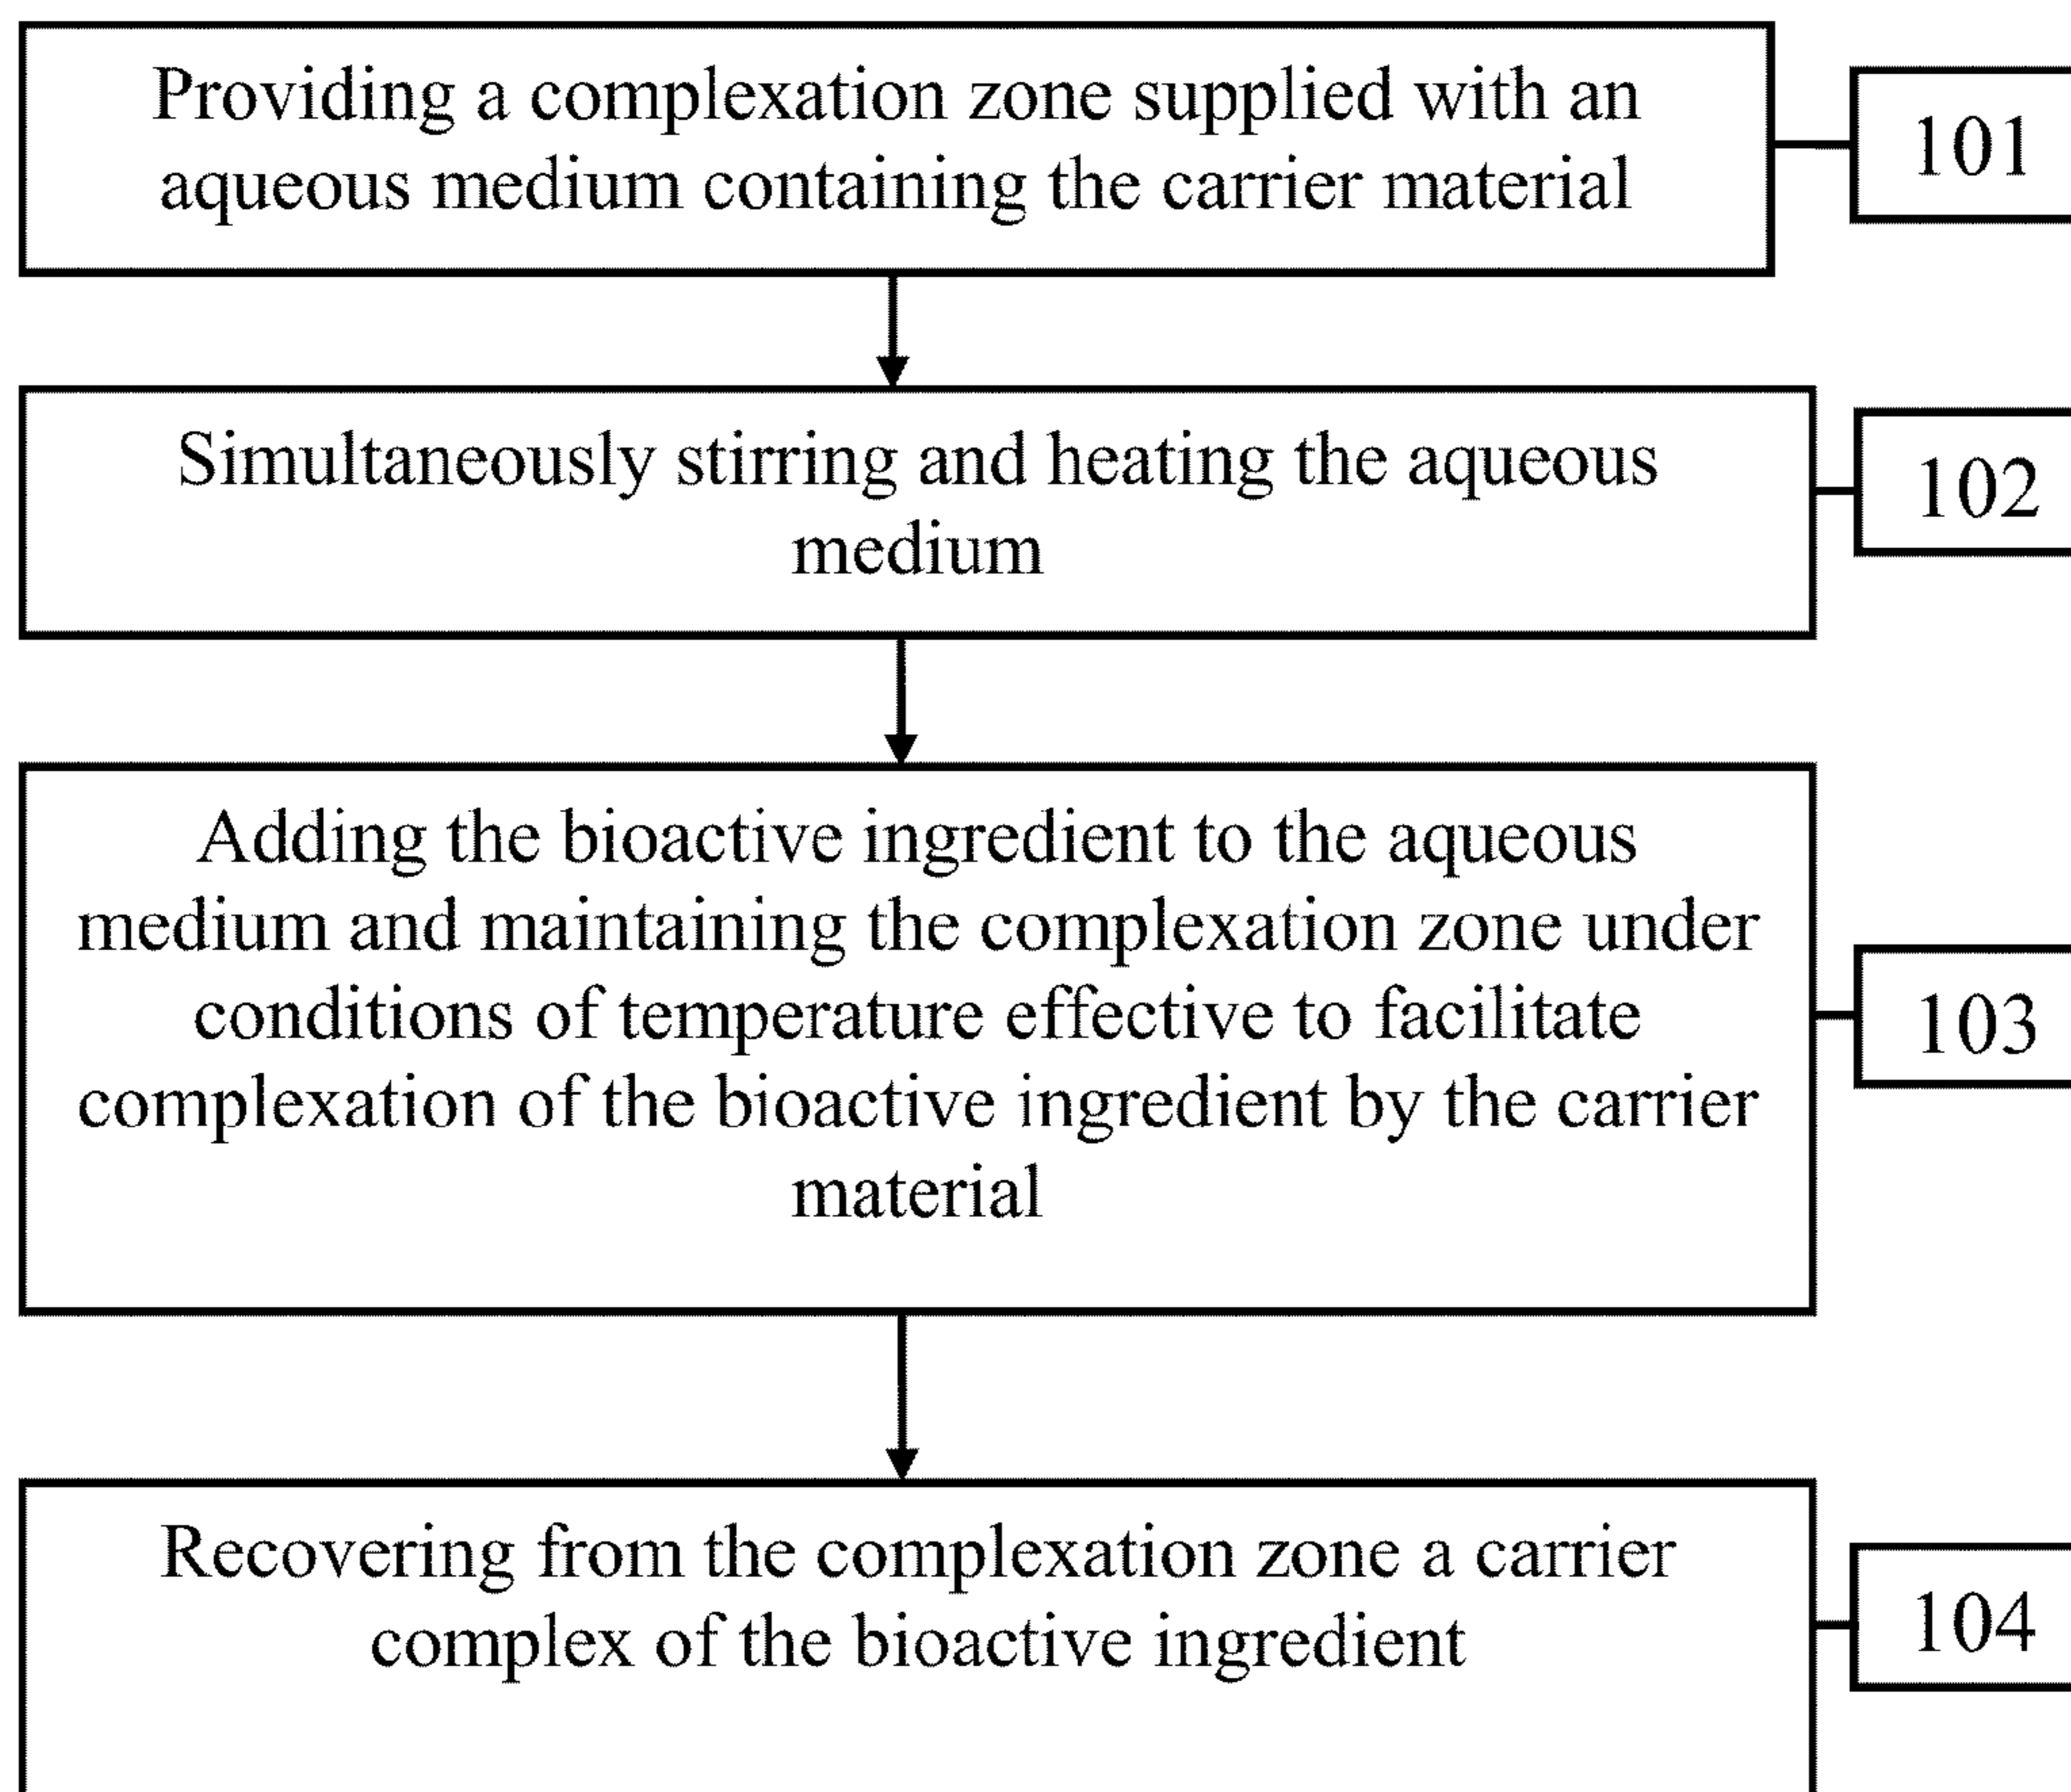 Providing a complexation zone supplied with an
aqueous medium containing the carrier material
101
Simultaneously stirring and heating the aqueous
medium
102
Adding the bioactive ingredient to the aqueous
medium and maintaining the complexation zone under
conditions of temperature effective to facilitate
complexation of the bioactive ingredient by the carrier
material
103
Recovering from the complexation zone a carrier
complex of the bioactive ingredient
104